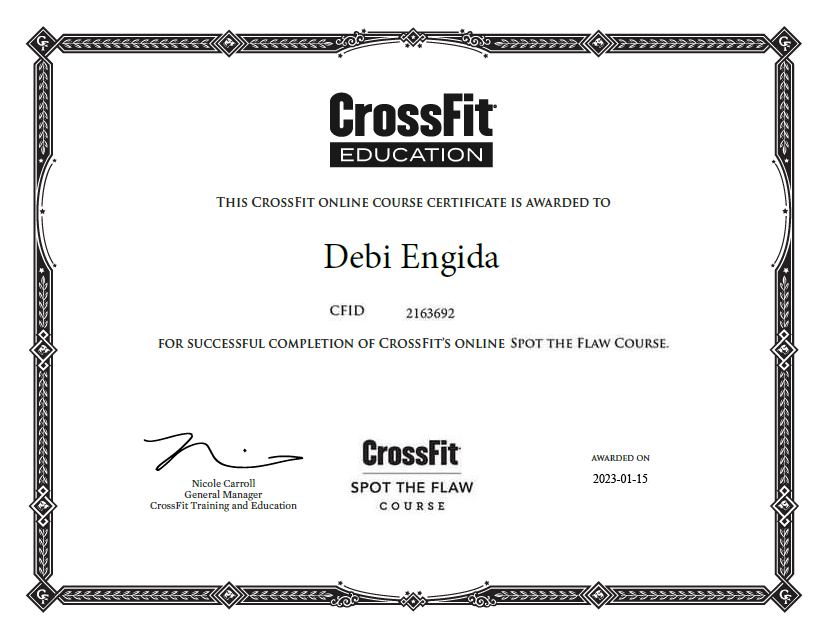 CrossFit
EDUCATION
THIS CROSSFIT ONLINE COURSE CERTIFICATE IS AWARDED TO
Debi Engida
CFID 2163692
FOR SUCCESSFUL COMPLETION OF CROSSFIT'S ONLINE SPOT THE FLAW COURSE.
Nicole Carroll
General Manager
CrossFit Training and Education
CrossFit
SPOT THE FLAW
COURSE
AWARDED ON
2023-01-15